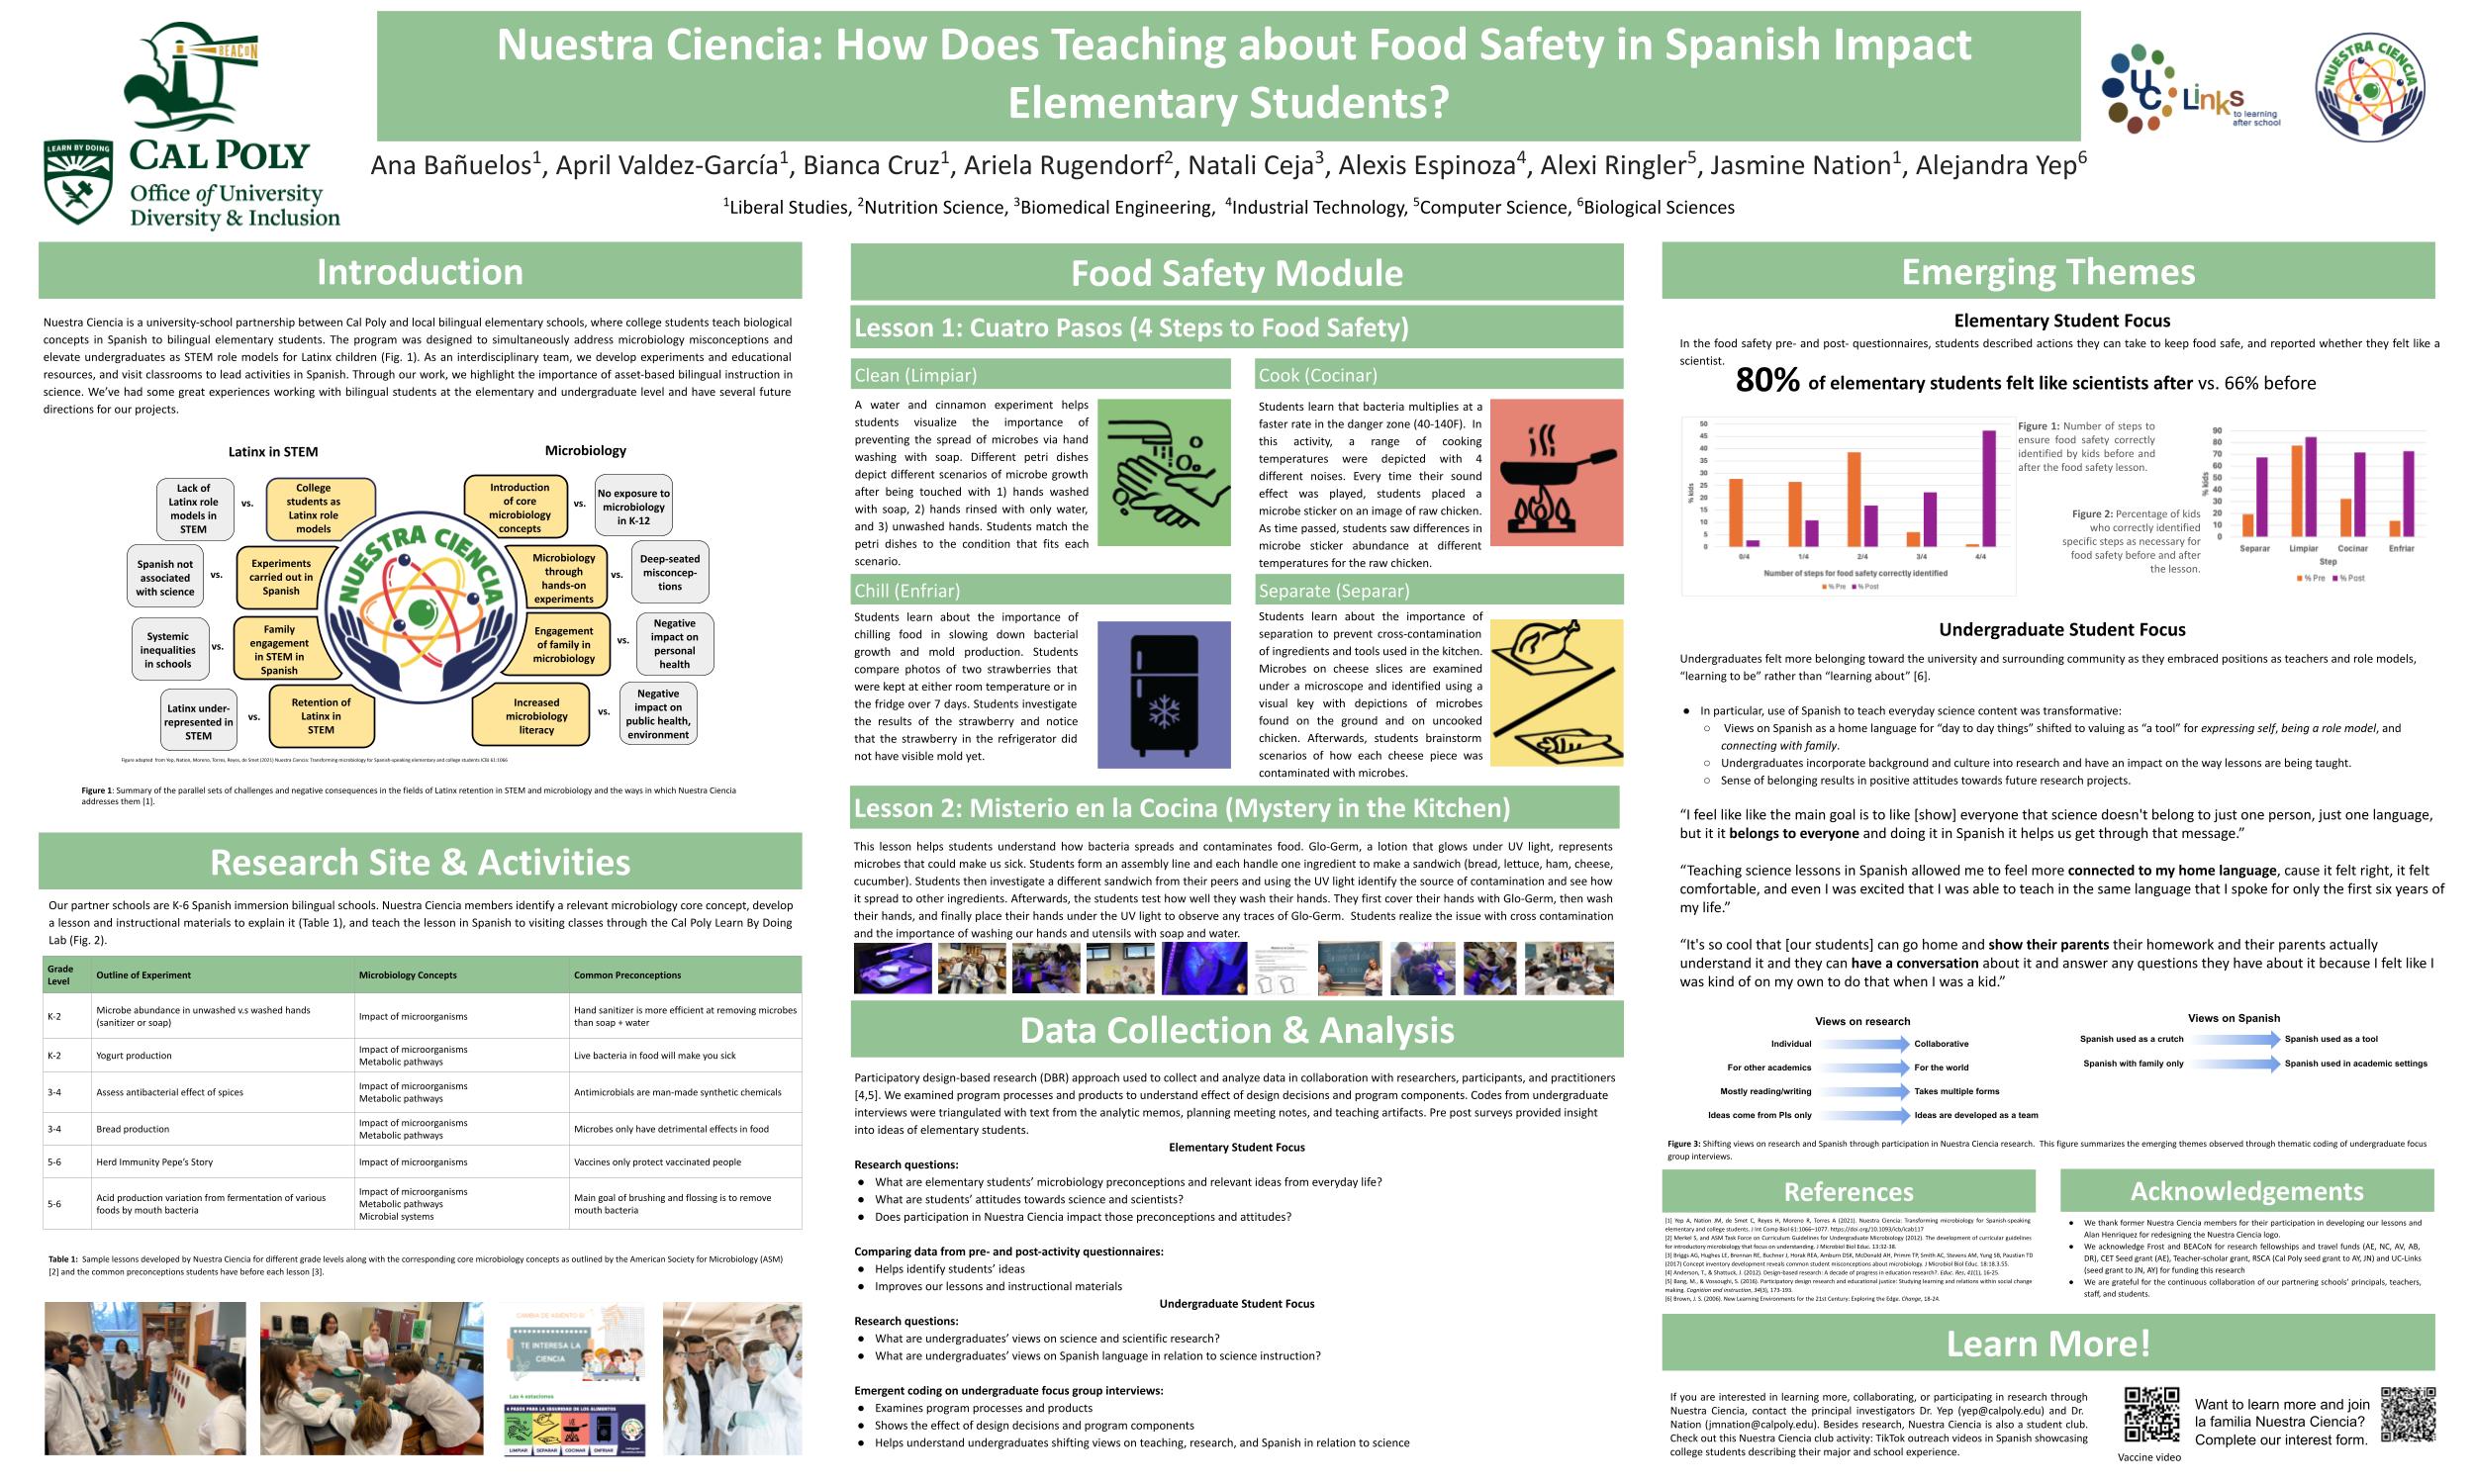 BEACoN
LEARN BY DOING
CAL POLY
Office of University
Diversity & Inclusion
Nuestra Ciencia: How Does Teaching about Food Safety in Spanish Impact
Elementary Students?
UC Links
to learning
after school
NUESTRA CIENCIA
Ana Bañuelos1, April Valdez-García1, Bianca Cruz1, Ariela Rugendorf2, Natali Ceja3, Alexis Espinoza4, Alexi Ringler5, Jasmine Nation1, Alejandra Yep6
1Liberal Studies, 2Nutrition Science, 3Biomedical Engineering, 4Industrial Technology, 5Computer Science, 6Biological Sciences
Introduction
Nuestra Ciencia is a university-school partnership between Cal Poly and local bilingual elementary schools, where college students teach biological
concepts in Spanish to bilingual elementary students. The program was designed to simultaneously address microbiology misconceptions and
elevate undergraduates as STEM role models for Latinx children (Fig. 1). As an interdisciplinary team, we develop experiments and educational
resources, and visit classrooms to lead activities in Spanish. Through our work, we highlight the importance of asset-based bilingual instruction in
science. We've had some great experiences working with bilingual students at the elementary and undergraduate level and have several future
directions for our projects.
Latinx in STEM
Microbiology
Lack of
Latinx role
models in
STEM
vs.
College
students as
Latinx role
models
Introduction
of core
microbiology
concepts
vs.
No exposure to
microbiology
in K-12
Spanish not
associated
with science
vs.
Experiments
carried out in
Spanish
NUESTRA CIENCIA
Microbiology
through
hands-on
experiments
vs.
Deep-seated
misconcep-
tions
Systemic
inequalities
in schools
vs.
Family
engagement
in STEM in
Spanish
Engagement
of family in
microbiology
vs.
Negative
impact on
personal
health
Latinx under-
represented in
STEM
vs.
Retention of
Latinx in
STEM
Increased
microbiology
literacy
vs.
Negative
impact on
public health,
environment
Figure adapted from Yep, Nation, Moreno, Torres, Reyes, de Smet (2021) Nuestra Ciencia: Transforming microbiology for Spanish-speaking elementary and college students ICBJ 61:1066
Figure 1: Summary of the parallel sets of challenges and negative consequences in the fields of Latinx retention in STEM and microbiology and the ways in which Nuestra Ciencia
addresses them [1].
Research Site & Activities
Our partner schools are K-6 Spanish immersion bilingual schools. Nuestra Ciencia members identify a relevant microbiology core concept, develop
a lesson and instructional materials to explain it (Table 1), and teach the lesson in Spanish to visiting classes through the Cal Poly Learn By Doing
Lab (Fig. 2).
Grade
Level
Outline of Experiment
Microbiology Concepts
Common Preconceptions
K-2
Microbe abundance in unwashed v.s washed hands
(sanitizer or soap)
Impact of microorganisms
Hand sanitizer is more efficient at removing microbes
than soap + water
K-2
Yogurt production
Impact of microorganisms
Metabolic pathways
Live bacteria in food will make you sick
3-4
Assess antibacterial effect of spices
Impact of microorganisms
Metabolic pathways
Antimicrobials are man-made synthetic chemicals
3-4
Bread production
Impact of microorganisms
Metabolic pathways
Microbes only have detrimental effects in food
5-6
Herd Immunity Pepe's Story
Impact of microorganisms
Vaccines only protect vaccinated people
5-6
Acid production variation from fermentation of various
foods by mouth bacteria
Impact of microorganisms
Metabolic pathways
Microbial systems
Main goal of brushing and flossing is to remove
mouth bacteria
Table 1: Sample lessons developed by Nuestra Ciencia for different grade levels along with the corresponding core microbiology concepts as outlined by the American Society for Microbiology (ASM)
[2] and the common preconceptions students have before each lesson [3].
CAMBIA DE ASIENTO SI
TE INTERESA LA
CIENCIA
Las 4 estaciones
4 PASOS PARA LA SEGURIDAD DE LOS ALIMENTOS
LIMPIAR SEPARAR COCINAR ENFRIAR
Food Safety Module
Lesson 1: Cuatro Pasos (4 Steps to Food Safety)
Clean (Limpiar)
A water and cinnamon experiment helps
students visualize the importance of
preventing the spread of microbes via hand
washing with soap. Different petri dishes
depict different scenarios of microbe growth
after being touched with 1) hands washed
with soap, 2) hands rinsed with only water,
and 3) unwashed hands. Students match the
petri dishes to the condition that fits each
scenario.
Cook (Cocinar)
Students learn that bacteria multiplies at a
faster rate in the danger zone (40-140F). In
this activity, a range of cooking
temperatures were depicted with 4
different noises. Every time their sound
effect was played, students placed a
microbe sticker on an image of raw chicken.
As time passed, students saw differences in
microbe sticker abundance at different
temperatures for the raw chicken.
Chill (Enfriar)
Students learn about the importance of
chilling food in slowing down bacterial
growth and mold production. Students
compare photos of two strawberries that
were kept at either room temperature or in
the fridge over 7 days. Students investigate
the results of the strawberry and notice
that the strawberry in the refrigerator did
not have visible mold yet.
Separate (Separar)
Students learn about the importance of
separation to prevent cross-contamination
of ingredients and tools used in the kitchen.
Microbes on cheese slices are examined
under a microscope and identified using a
visual key with depictions of microbes
found on the ground and on uncooked
chicken. Afterwards, students brainstorm
scenarios of how each cheese piece was
contaminated with microbes.
Lesson 2: Misterio en la Cocina (Mystery in the Kitchen)
This lesson helps students understand how bacteria spreads and contaminates food. Glo-Germ, a lotion that glows under UV light, represents
microbes that could make us sick. Students form an assembly line and each handle one ingredient to make a sandwich (bread, lettuce, ham, cheese,
cucumber). Students then investigate a different sandwich from their peers and using the UV light identify the source of contamination and see how
it spread to other ingredients. Afterwards, the students test how well they wash their hands. They first cover their hands with Glo-Germ, then wash
their hands, and finally place their hands under the UV light to observe any traces of Glo-Germ. Students realize the issue with cross contamination
and the importance of washing our hands and utensils with soap and water.
Data Collection & Analysis
Participatory design-based research (DBR) approach used to collect and analyze data in collaboration with researchers, participants, and practitioners
[4,5]. We examined program processes and products to understand effect of design decisions and program components. Codes from undergraduate
interviews were triangulated with text from the analytic memos, planning meeting notes, and teaching artifacts. Pre post surveys provided insight
into ideas of elementary students.
Elementary Student Focus
Research questions:
● What are elementary students' microbiology preconceptions and relevant ideas from everyday life?
● What are students' attitudes towards science and scientists?
● Does participation in Nuestra Ciencia impact those preconceptions and attitudes?
Comparing data from pre- and post-activity questionnaires:
● Helps identify students' ideas
● Improves our lessons and instructional materials
Undergraduate Student Focus
Research questions:
● What are undergraduates' views on science and scientific research?
● What are undergraduates' views on Spanish language in relation to science instruction?
Emergent coding on undergraduate focus group interviews:
● Examines program processes and products
● Shows the effect of design decisions and program components
● Helps understand undergraduates shifting views on teaching, research, and Spanish in relation to science
Emerging Themes
Elementary Student Focus
In the food safety pre- and post- questionnaires, students described actions they can take to keep food safe, and reported whether they felt like a
scientist.
80% of elementary students felt like scientists after vs. 66% before
50
45
40
35
30
25
20
15
10
5
0
% kids
0/4 1/4 2/4 3/4 4/4
Number of steps for food safety correctly identified
% Pre % Post
Figure 1: Number of steps to
ensure food safety correctly
identified by kids before and
after the food safety lesson.
Figure 2: Percentage of kids
who correctly identified
specific steps as necessary for
food safety before and after
the lesson.
90
80
70
60
50
40
30
20
10
0
% kids
Separar Limpiar Cocinar Enfriar
Step
% Pre % Post
Undergraduate Student Focus
Undergraduates felt more belonging toward the university and surrounding community as they embraced positions as teachers and role models,
“learning to be” rather than “learning about” [6].
● In particular, use of Spanish to teach everyday science content was transformative:
○ Views on Spanish as a home language for “day to day things” shifted to valuing as “a tool” for expressing self, being a role model, and
connecting with family.
○ Undergraduates incorporate background and culture into research and have an impact on the way lessons are being taught.
○ Sense of belonging results in positive attitudes towards future research projects.
“I feel like like the main goal is to like [show] everyone that science doesn't belong to just one person, just one language,
but it it belongs to everyone and doing it in Spanish it helps us get through that message.”
“Teaching science lessons in Spanish allowed me to feel more connected to my home language, cause it felt right, it felt
comfortable, and even I was excited that I was able to teach in the same language that I spoke for only the first six years of
my life.”
“It's so cool that [our students] can go home and show their parents their homework and their parents actually
understand it and they can have a conversation about it and answer any questions they have about it because I felt like I
was kind of on my own to do that when I was a kid.”
Views on research
Individual Collaborative
For other academics For the world
Mostly reading/writing Takes multiple forms
Ideas come from PIs only Ideas are developed as a team
Views on Spanish
Spanish used as a crutch Spanish used as a tool
Spanish with family only Spanish used in academic settings
Figure 3: Shifting views on research and Spanish through participation in Nuestra Ciencia research. This figure summarizes the emerging themes observed through thematic coding of undergraduate focus
group interviews.
References
[1] Yep A, Nation JM, de Smet C, Reyes H, Moreno R, Torres A (2021). Nuestra Ciencia: Transforming microbiology for Spanish-speaking
elementary and college students. J Int Comp Biol 61:1066–1077. https://doi.org/10.1093/icb/icab117
[2] Merkel S, and ASM Task Force on Curriculum Guidelines for Undergraduate Microbiology (2012). The development of curricular guidelines
for introductory microbiology that focus on understanding. J Microbiol Biol Educ. 13:32-38.
[3] Briggs AG, Hughes LE, Brennan RE, Buchner J, Horak REA, Amburn DSK, McDonald AH, Primm TP, Smith AC, Stevens AM, Yung SB, Paustian TD
(2017) Concept inventory development reveals common student misconceptions about microbiology. J Microbiol Biol Educ. 18:18.3.55.
[4] Anderson, T., & Shattuck, J. (2012). Design-based research: A decade of progress in education research?. Educ. Res, 41(1), 16-25.
[5] Bang, M., & Vossoughi, S. (2016). Participatory design research and educational justice: Studying learning and relations within social change
making. Cognition and instruction, 34(3), 173-193.
[6] Brown, J. S. (2006). New Learning Environments for the 21st Century: Exploring the Edge. Change, 18-24.
Acknowledgements
● We thank former Nuestra Ciencia members for their participation in developing our lessons and
Alan Henriquez for redesigning the Nuestra Ciencia logo.
● We acknowledge Frost and BEACoN for research fellowships and travel funds (AE, NC, AV, AB,
DR), CET Seed grant (AE), Teacher-scholar grant, RSCA (Cal Poly seed grant to AY, JN) and UC-Links
(seed grant to JN, AY) for funding this research
● We are grateful for the continuous collaboration of our partnering schools' principals, teachers,
staff, and students.
Learn More!
If you are interested in learning more, collaborating, or participating in research through
Nuestra Ciencia, contact the principal investigators Dr. Yep (yep@calpoly.edu) and Dr.
Nation (jmnation@calpoly.edu). Besides research, Nuestra Ciencia is also a student club.
Check out this Nuestra Ciencia club activity: TikTok outreach videos in Spanish showcasing
college students describing their major and school experience.
Vaccine video
Want to learn more and join
la familia Nuestra Ciencia?
Complete our interest form.